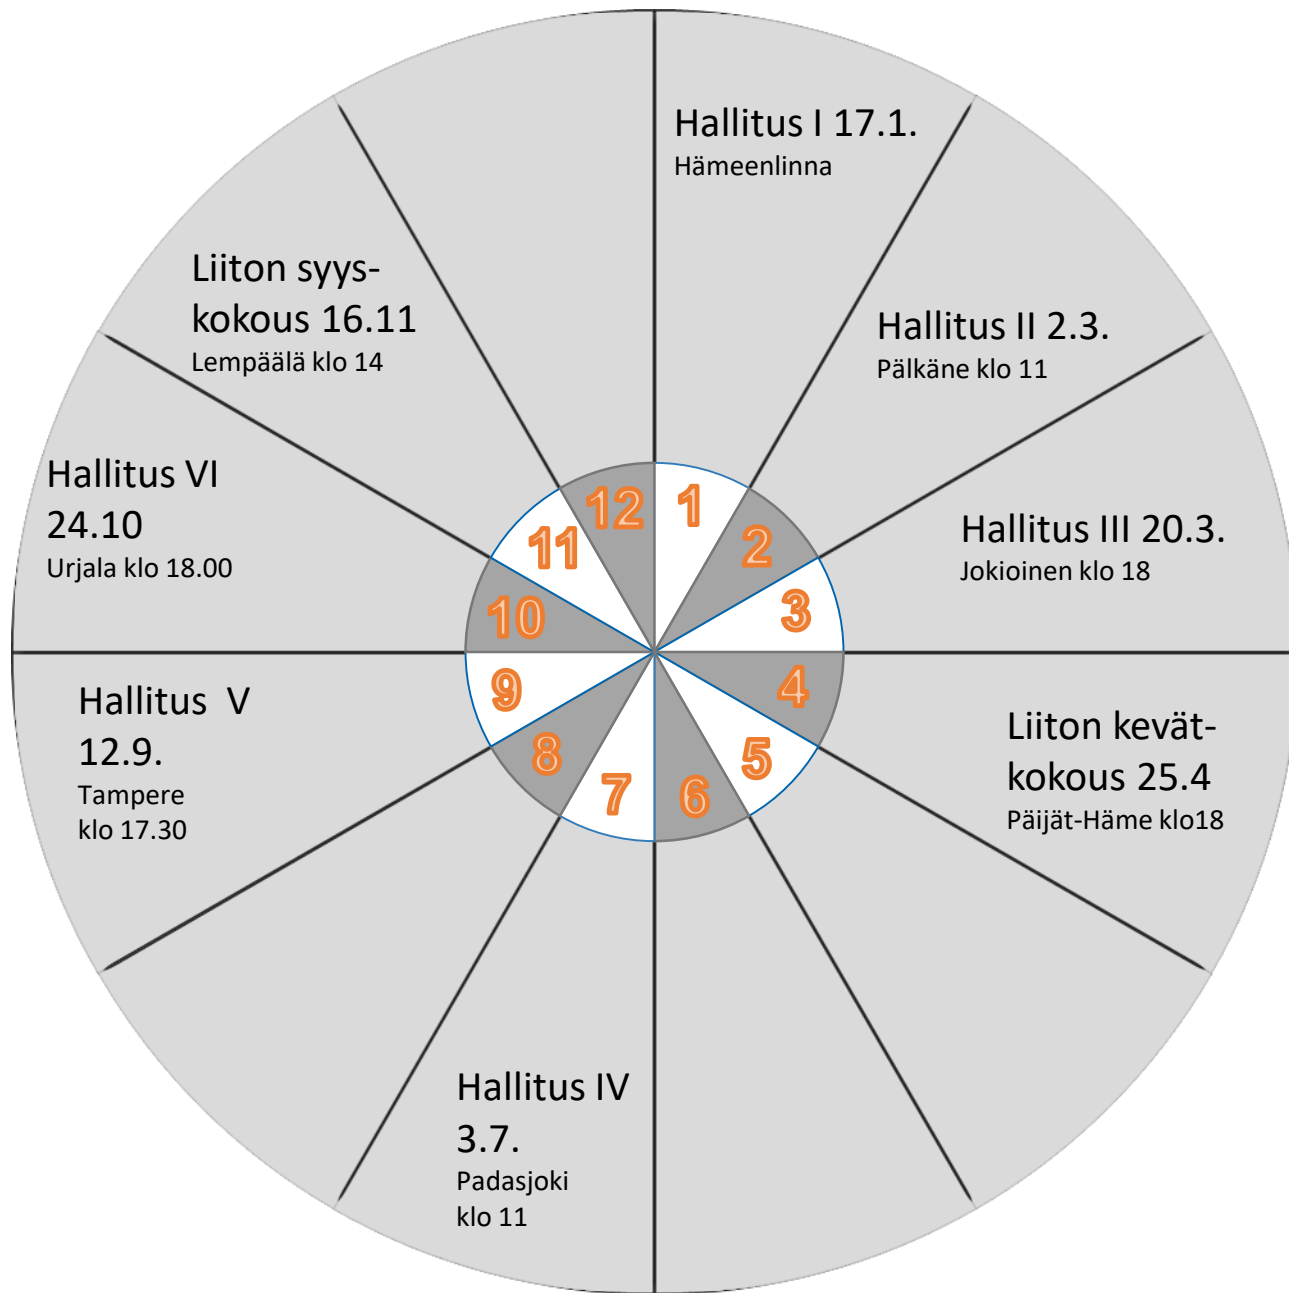 Hallitus I 17.1.
Hämeenlinna
Hallitus II 2.3.
Pälkäne klo 11
Hallitus III 20.3.
Jokioinen klo 18
Liiton kevät-
kokous 25.4
Päijät-Häme klo18
Hallitus IV
3.7.
Padasjoki
klo 11
Hallitus V
12.9.
Tampere
klo 17.30
Hallitus VI
24.10
Urjala klo 18.00
Liiton syys-
kokous 16.11
Lempäälä klo 14
1
2
3
4
5
6
7
8
9
10
11
12